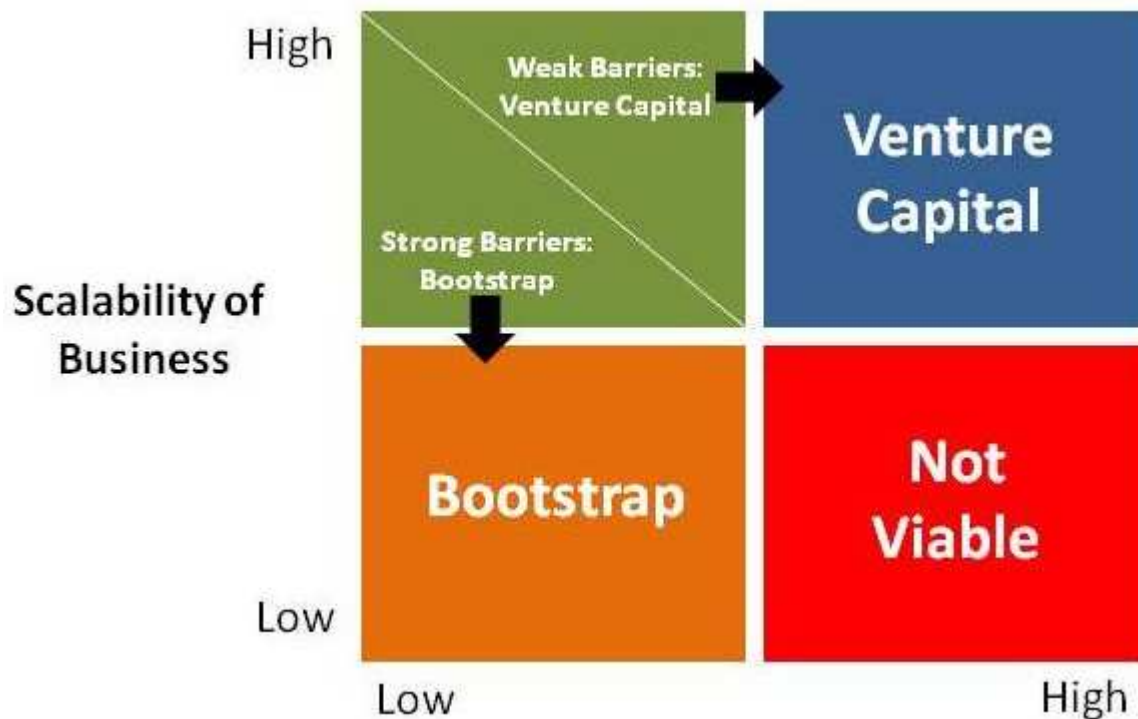 High
Weak Barriers:
Venture Capital
Venture
Capital
Strong Barriers:
Bootstrap
Scalability of
Business
Bootstrap
Not
Viable
Low
Low
High